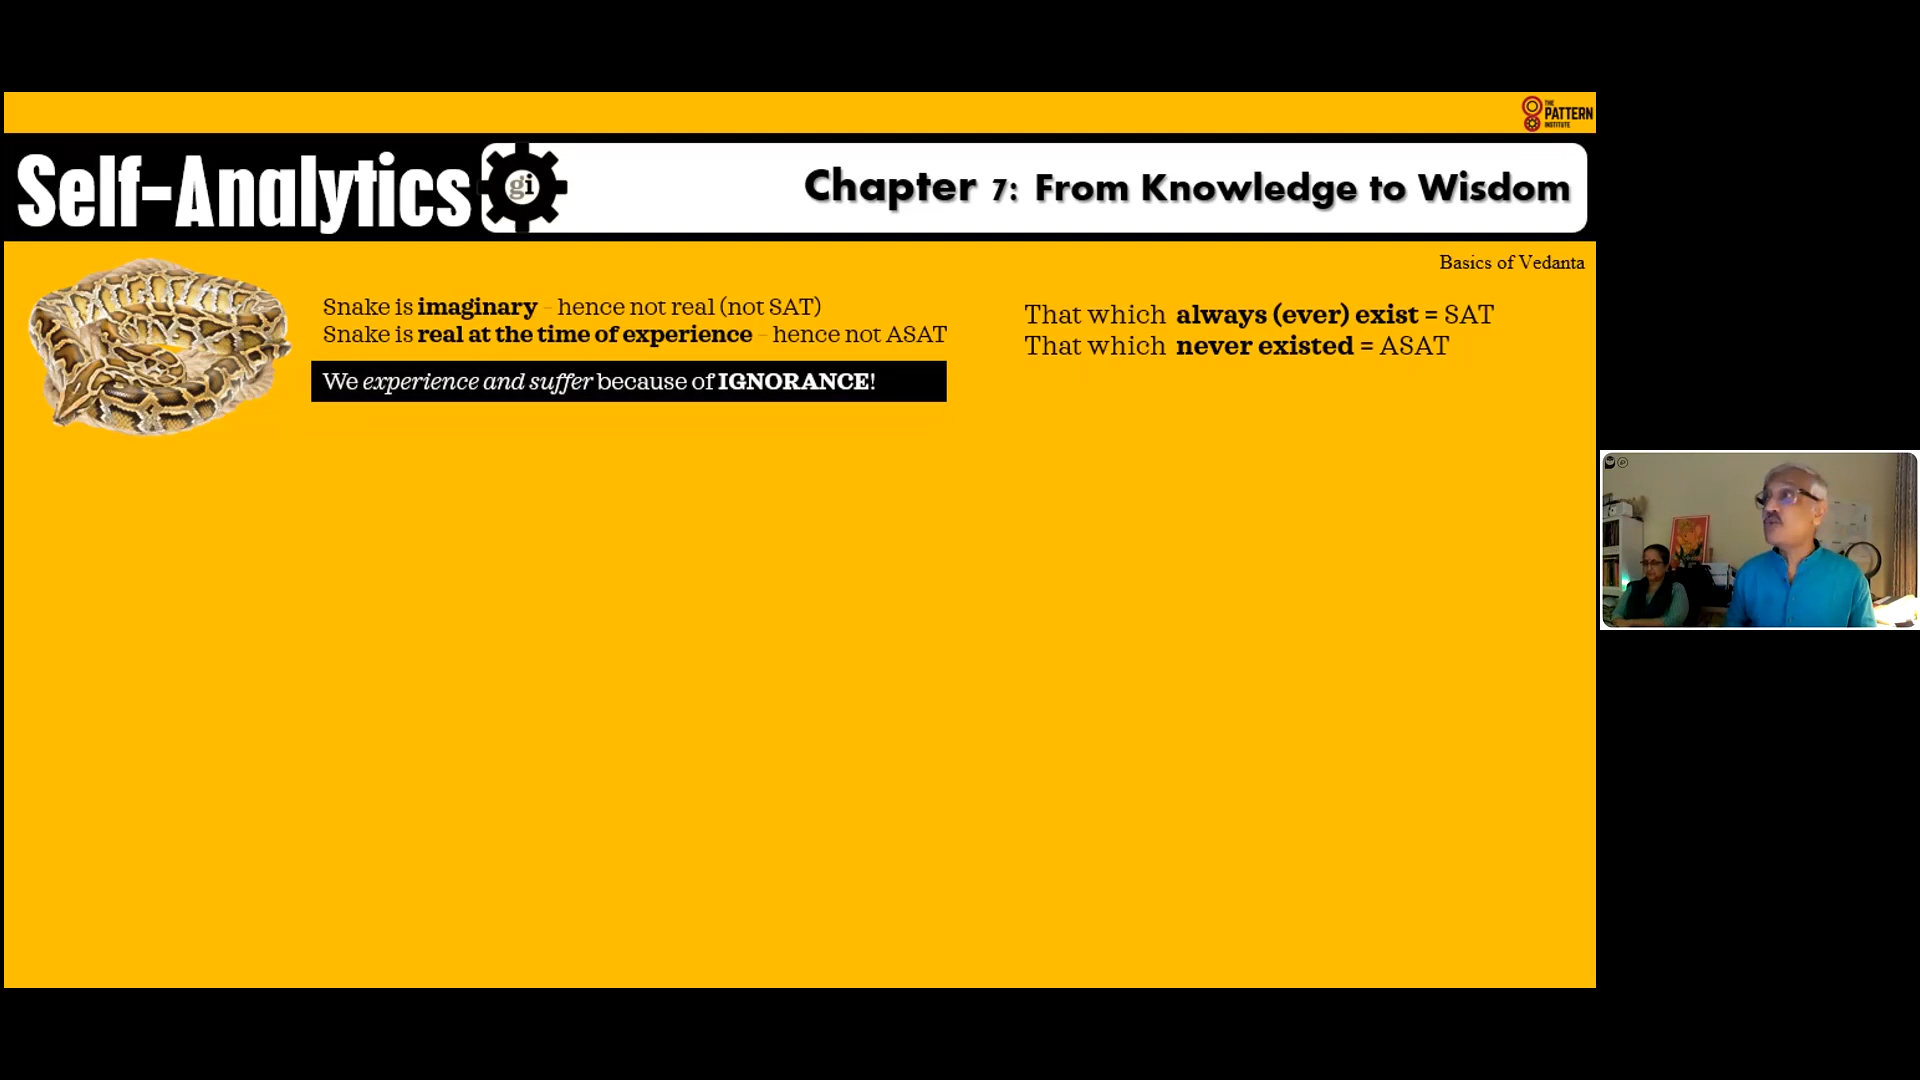 THE
PATTERN
INSTITUTE
Self-Analytics
gi
Chapter 7: From Knowledge to Wisdom
Basics of Vedanta
Snake is imaginary - hence not real (not SAT)
Snake is real at the time of experience - hence not ASAT
We experience and suffer because of IGNORANCE!
That which always (ever) exist = SAT
That which never existed = ASAT